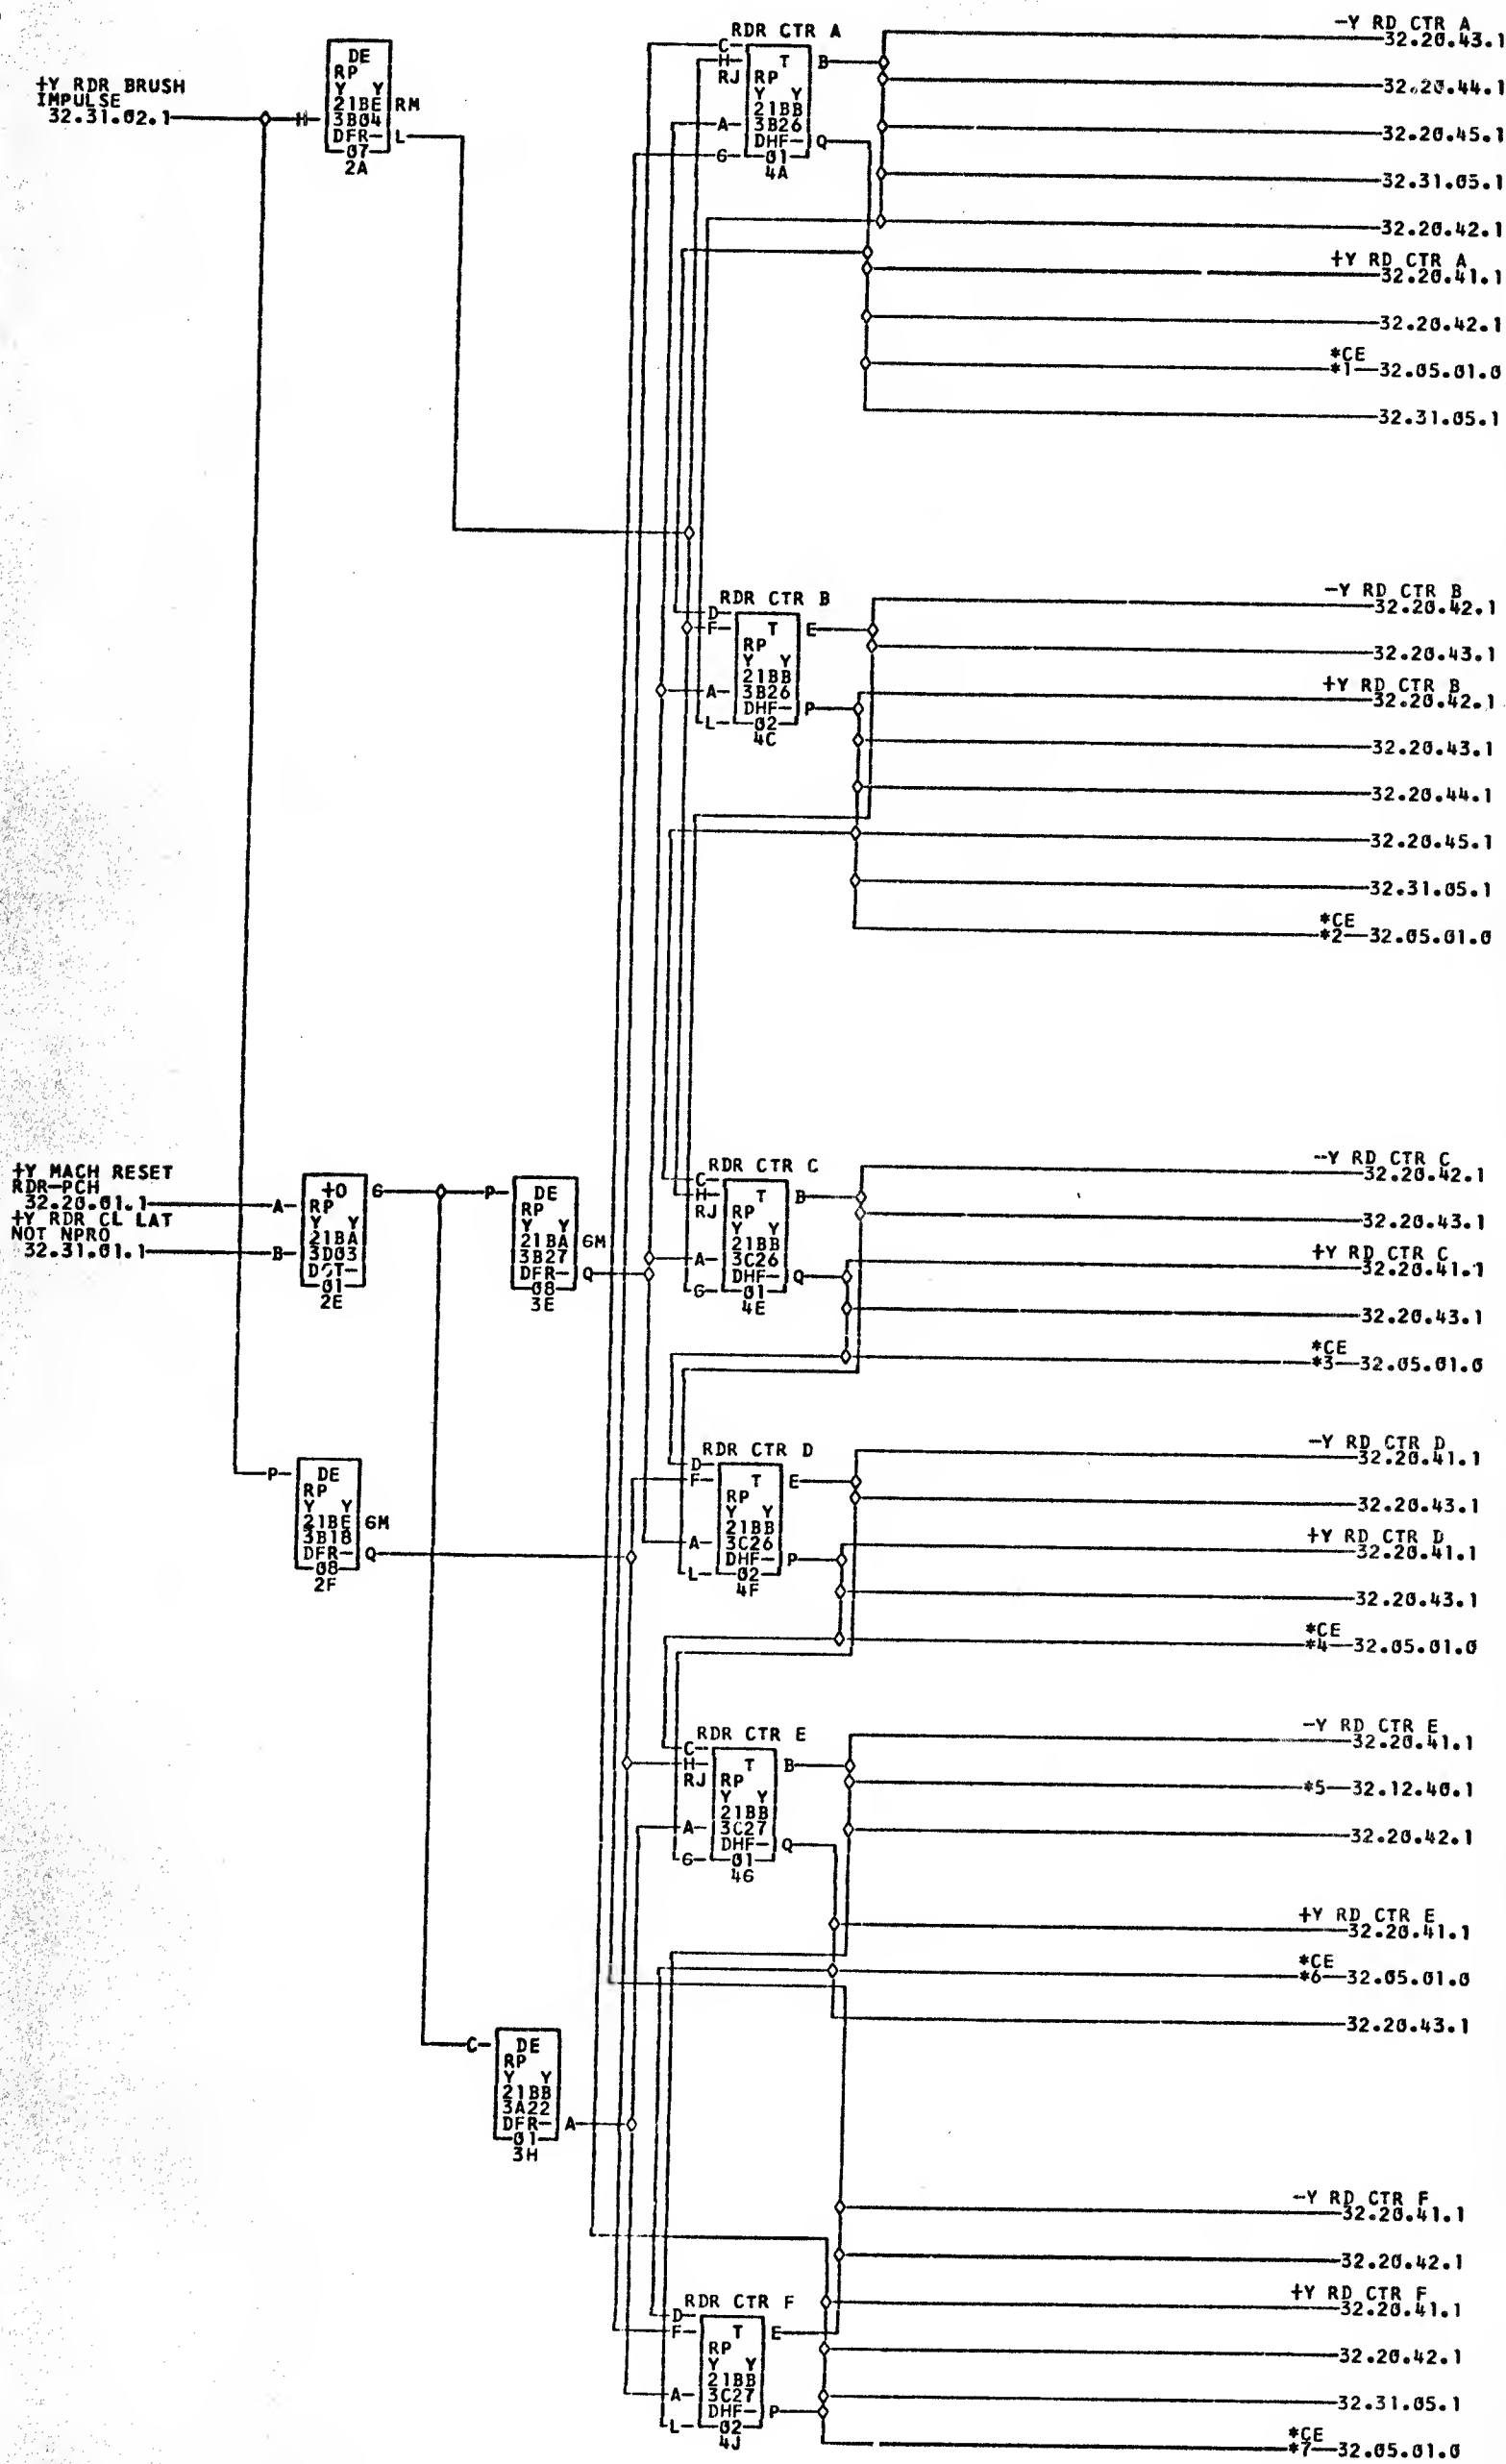 +Y RDR BRUSH
IMPULSE
32.31.02.1
H
DE
RP
Y Y
21BE RM
3B04
DFR- L
07
2A
RDR CTR A
C
H T B
RJ RP
Y Y
21BB
A 3B26
DHF- Q
G 01
4A
-Y RD CTR A
32.20.43.1
32.20.44.1
32.20.45.1
32.31.05.1
32.20.42.1
+Y RD CTR A
32.20.41.1
32.20.42.1
*CE
*1 32.05.01.0
32.31.05.1
RDR CTR B
D
F T E
RP
Y Y
21BB
A 3B26
DHF- P
L 02
4C
-Y RD CTR B
32.20.42.1
32.20.43.1
+Y RD CTR B
32.20.42.1
32.20.43.1
32.20.44.1
32.20.45.1
32.31.05.1
*CE
*2 32.05.01.0
+Y MACH RESET
RDR-PCH
32.20.01.1 A
+Y RDR CL LAT
NOT NPRO
32.31.01.1 B
+O G
RP
Y Y
21BA
3D03
DOT-
01
2E
P DE
RP
Y Y
21BA GM
3B27
DFR- Q
08
3E
RDR CTR C
C
H T B
RJ RP
Y Y
21BB
A 3C26
DHF- Q
G 01
4E
-Y RD CTR C
32.20.42.1
32.20.43.1
+Y RD CTR C
32.20.41.1
32.20.43.1
*CE
*3 32.05.01.0
P DE
RP
Y Y
21BE GM
3B18
DFR- Q
08
2F
RDR CTR D
D
F T E
RP
Y Y
21BB
A 3C26
DHF- P
L 02
4F
-Y RD CTR D
32.20.41.1
32.20.43.1
+Y RD CTR D
32.20.41.1
32.20.43.1
*CE
*4 32.05.01.0
RDR CTR E
C
H T B
RJ RP
Y Y
21BB
A 3C27
DHF- Q
G 01
4G
-Y RD CTR E
32.20.41.1
*5 32.12.40.1
32.20.42.1
+Y RD CTR E
32.20.41.1
*CE
*6 32.05.01.0
32.20.43.1
C DE
RP
Y Y
21BB
3A22
DFR- A
01
3H
RDR CTR F
D
F T E
RP
Y Y
21BB
A 3C27
DHF- P
L 02
4J
-Y RD CTR F
32.20.41.1
32.20.42.1
+Y RD CTR F
32.20.41.1
32.20.42.1
32.31.05.1
*CE
*7 32.05.01.0